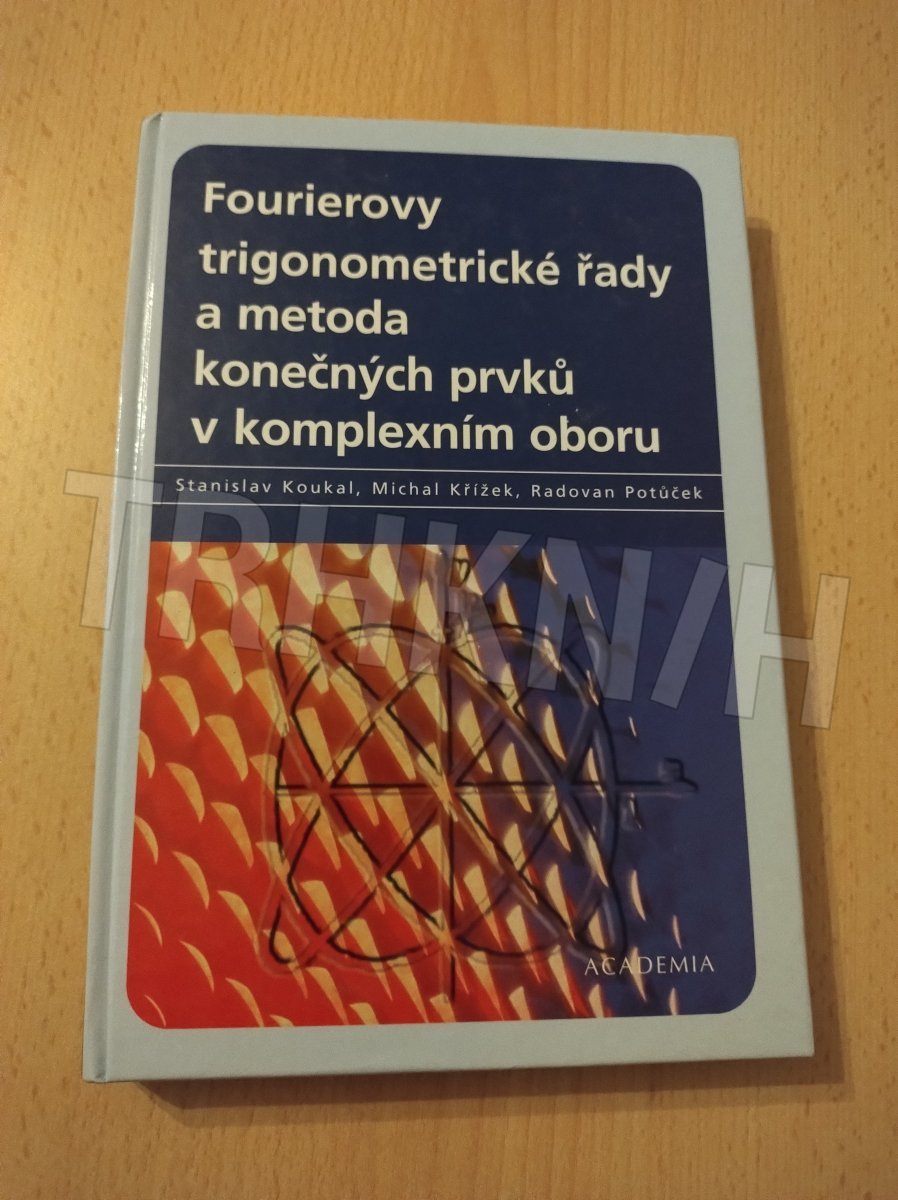 Fourierovy
trigonometrické řady
a metoda
konečných prvků
v komplexním oboru
Stanislav Koukal, Michal Křížek, Radovan Potůček
TRHKNIH
ACADEMIA